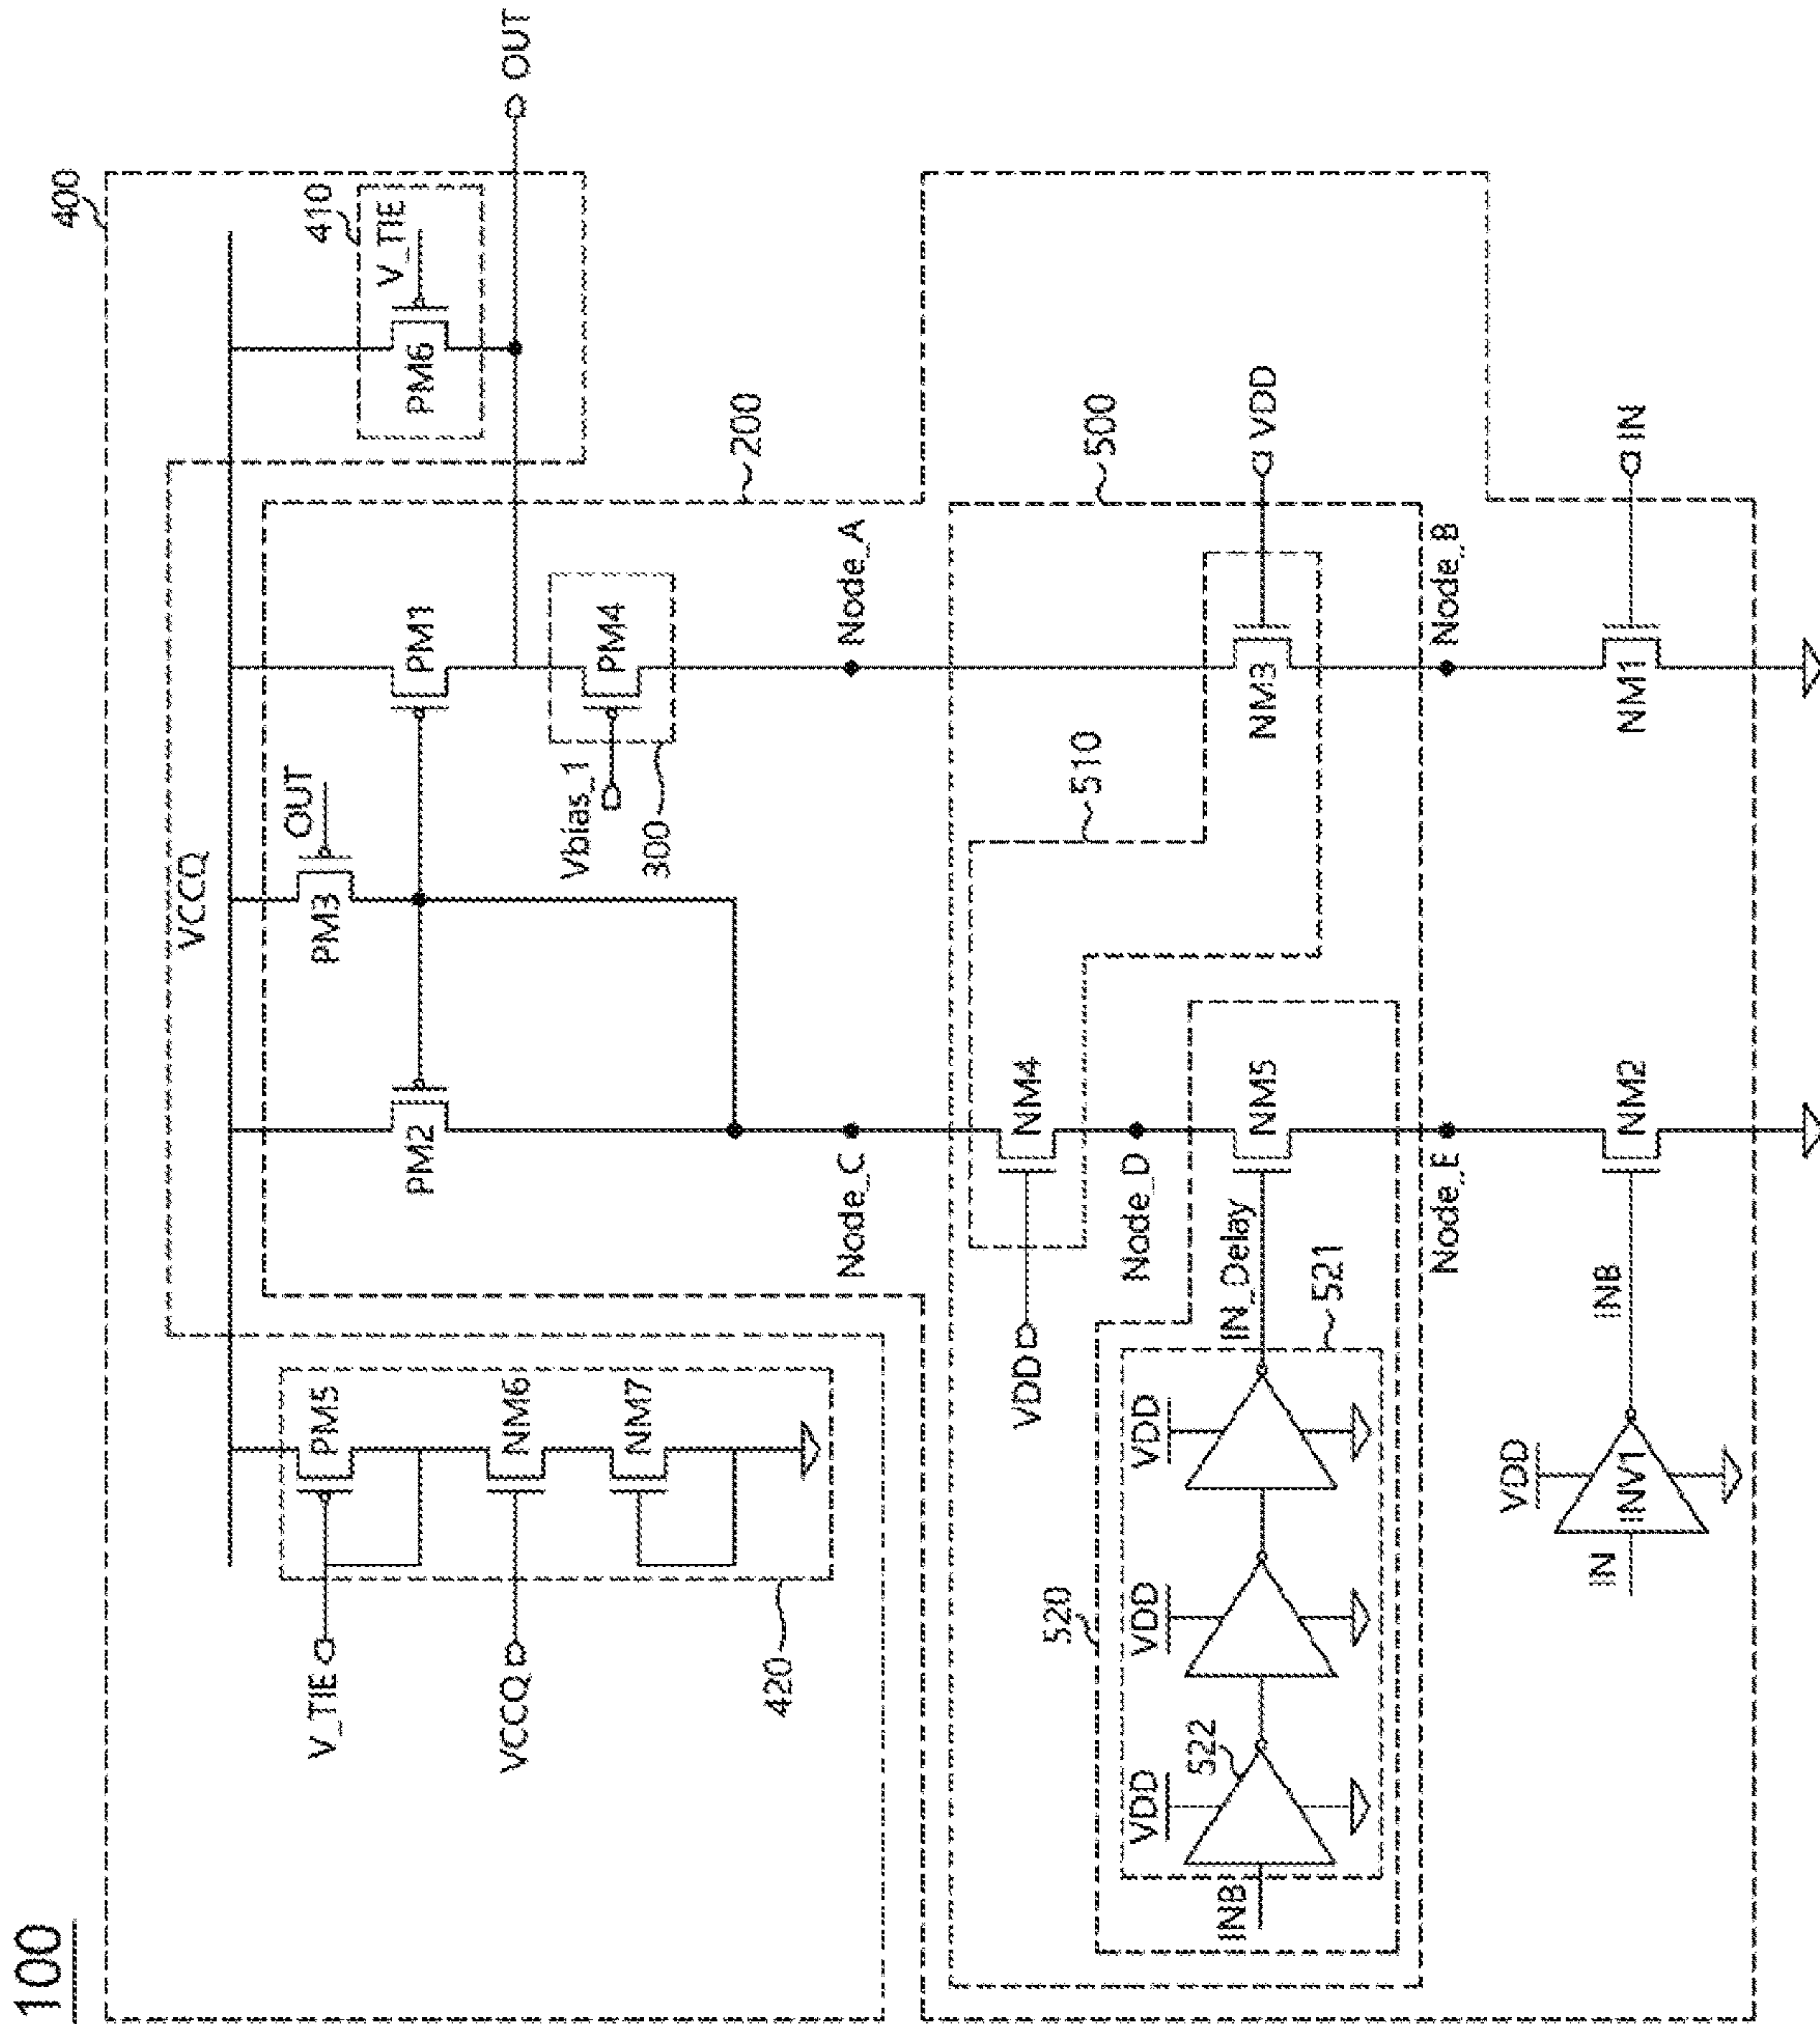 100
400
VCCQ
410
V_TIE
PM6
OUT
PM5
V_TIE
NM6
VCCQ
NM7
420
PM3
OUT
PM2
PM1
PM4
Vbias_1
300
200
Node_C
Node_A
500
510
NM4
VDD
Node_D
NM3
VDD
520
NM5
IN_Delay
521
522
VDD
VDD
VDD
INB
Node_E
Node_B
IN
VDD
INV1
INB
NM2
NM1
IN